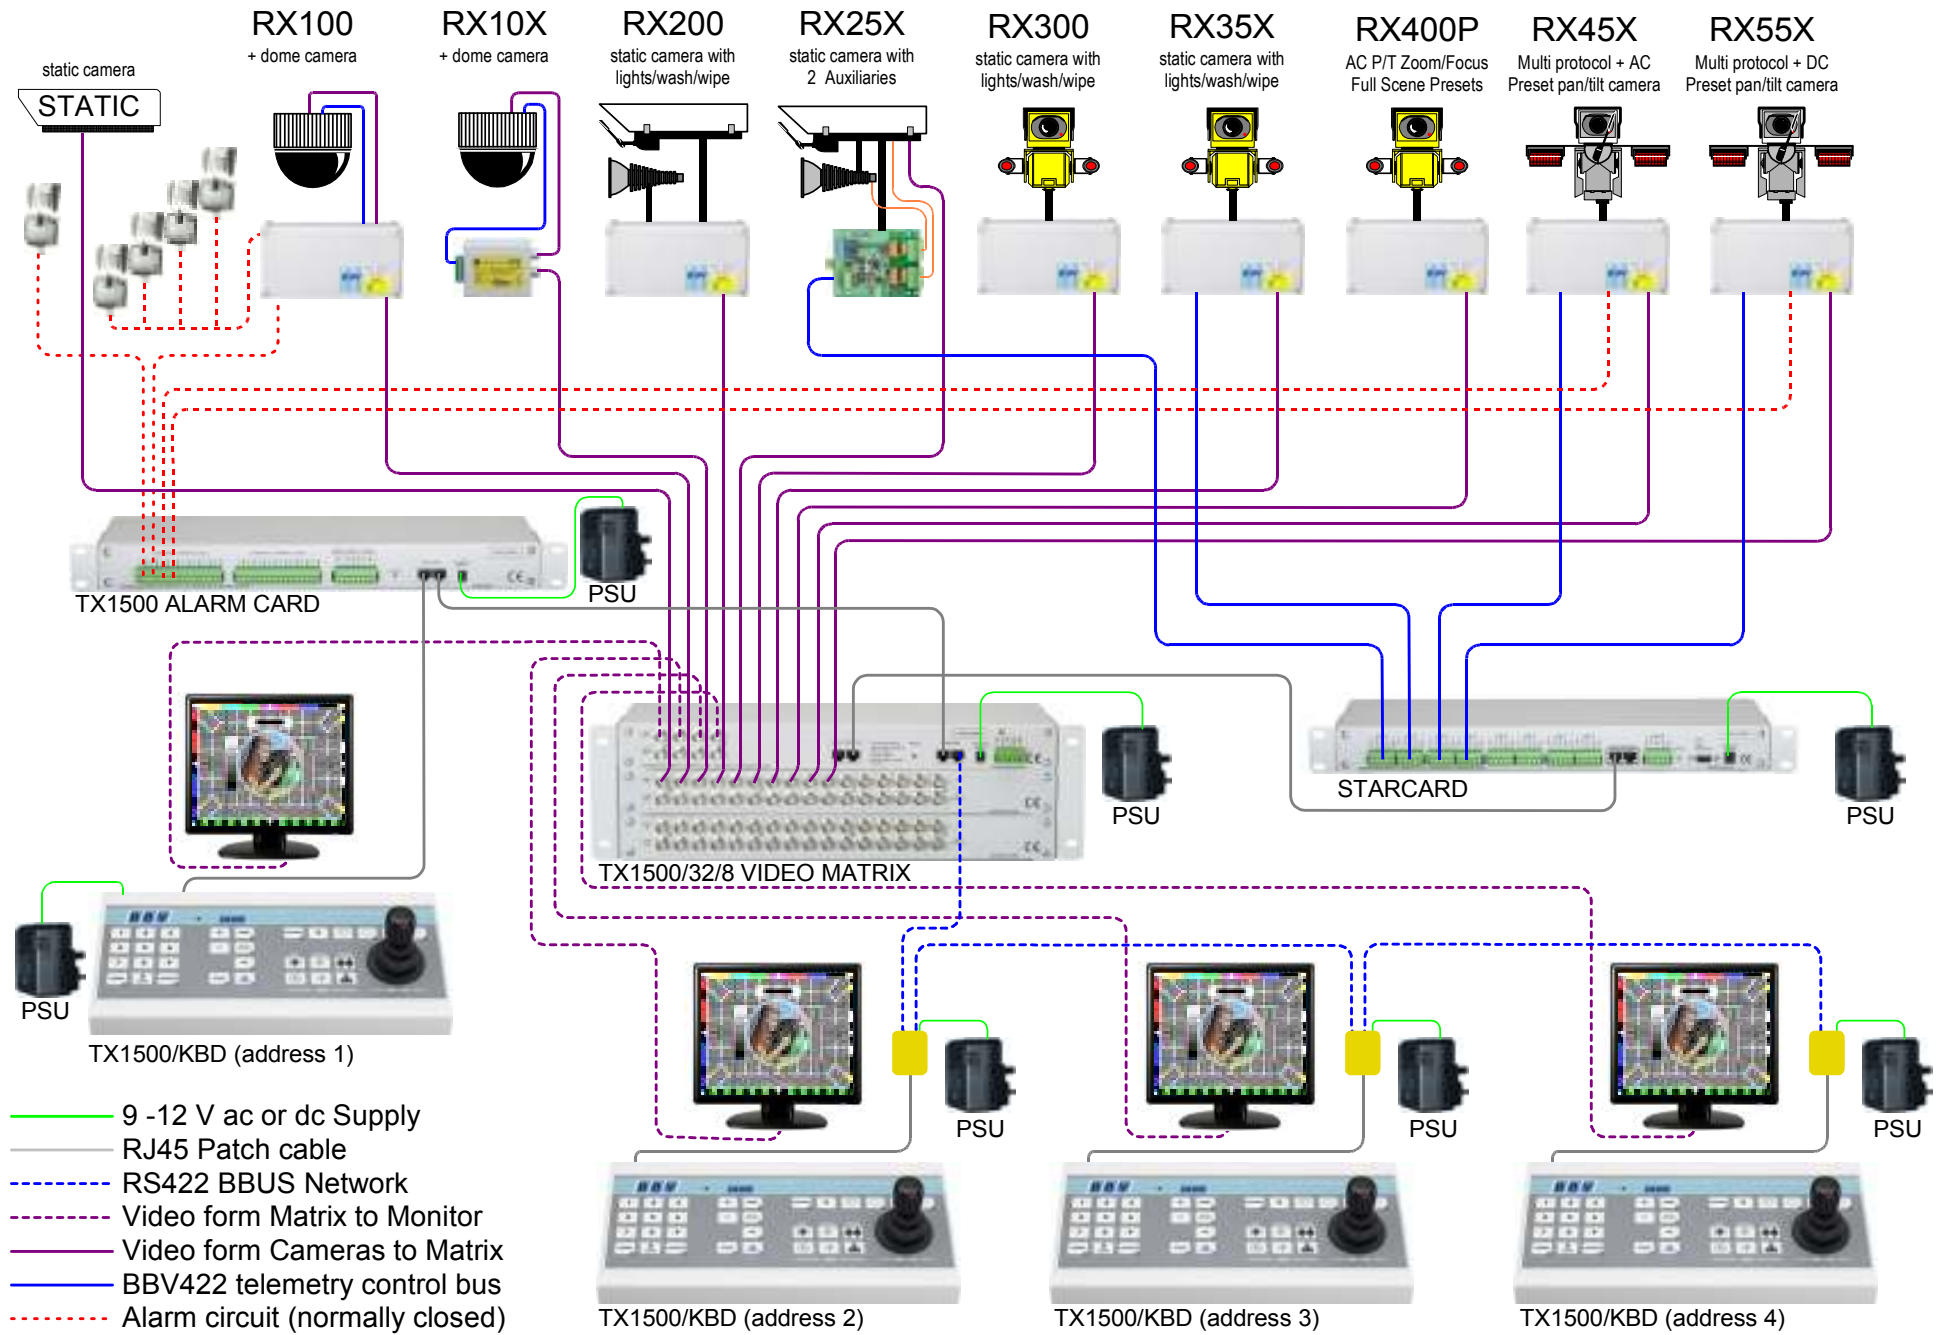 RX100
+ dome camera
RX10X
+ dome camera
RX200
static camera with
lights/wash/wipe
RX25X
static camera with
2 Auxiliaries
RX300
static camera with
lights/wash/wipe
RX35X
static camera with
lights/wash/wipe
RX400P
AC P/T Zoom/Focus
Full Scene Presets
RX45X
Multi protocol + AC
Preset pan/tilt camera
RX55X
Multi protocol + DC
Preset pan/tilt camera
static camera
STATIC
TX1500 ALARM CARD
PSU
TX1500/32/8 VIDEO MATRIX
PSU
STARCARD
PSU
PSU
TX1500/KBD (address 1)
PSU
PSU
PSU
TX1500/KBD (address 2)
TX1500/KBD (address 3)
TX1500/KBD (address 4)
9 -12 V ac or dc Supply
RJ45 Patch cable
RS422 BBUS Network
Video form Matrix to Monitor
Video form Cameras to Matrix
BBV422 telemetry control bus
Alarm circuit (normally closed)